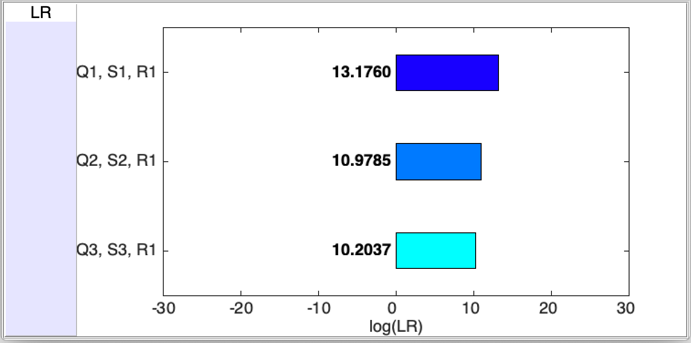 LR
Q1, S1, R1 13.1760
Q2, S2, R1 10.9785
Q3, S3, R1 10.2037
-30 -20 -10 0 10 20 30
log(LR)